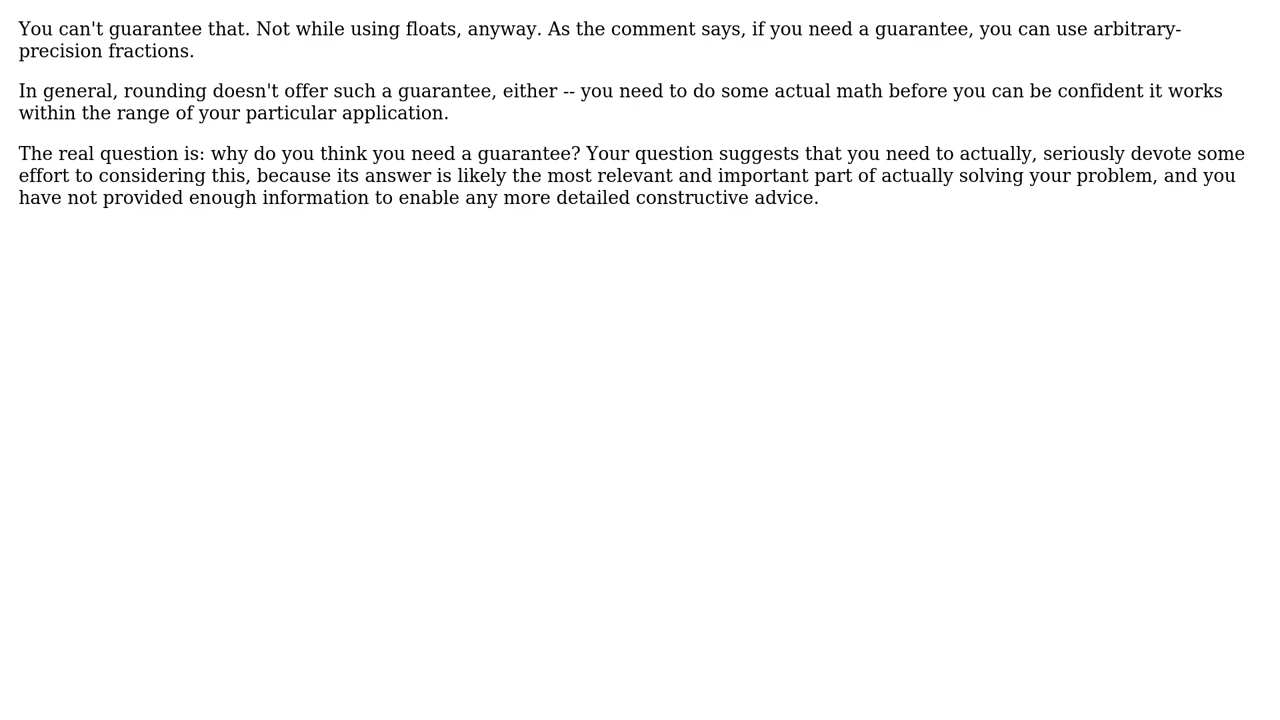 You can't guarantee that. Not while using floats, anyway. As the comment says, if you need a guarantee, you can use arbitrary-
precision fractions.
In general, rounding doesn't offer such a guarantee, either -- you need to do some actual math before you can be confident it works
within the range of your particular application.
The real question is: why do you think you need a guarantee? Your question suggests that you need to actually, seriously devote some
effort to considering this, because its answer is likely the most relevant and important part of actually solving your problem, and you
have not provided enough information to enable any more detailed constructive advice.